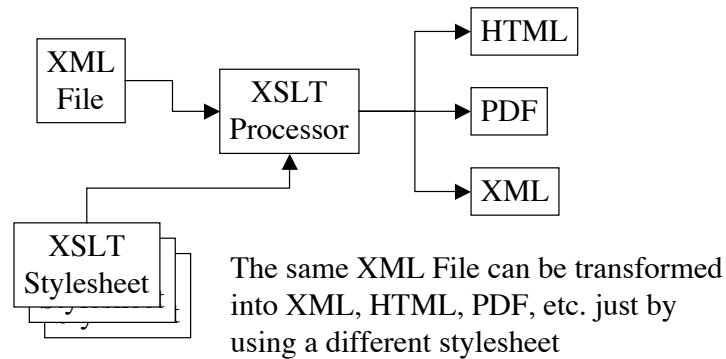 HTML
XML
File
XSLT
Processor
PDF
XML
XSLT
Stylesheet
The same XML File can be transformed
into XML, HTML, PDF, etc. just by
using a different stylesheet